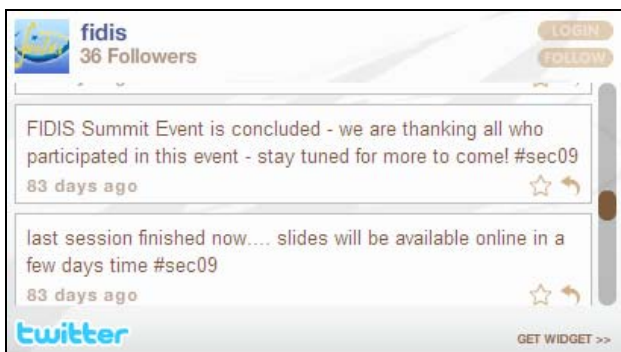 fidis
36 Followers
LOGIN
FOLLOW
FIDIS Summit Event is concluded - we are thanking all who
participated in this event - stay tuned for more to come! #sec09
83 days ago
last session finished now.... slides will be available online in a
few days time #sec09
83 days ago
twitter
GET WIDGET >>